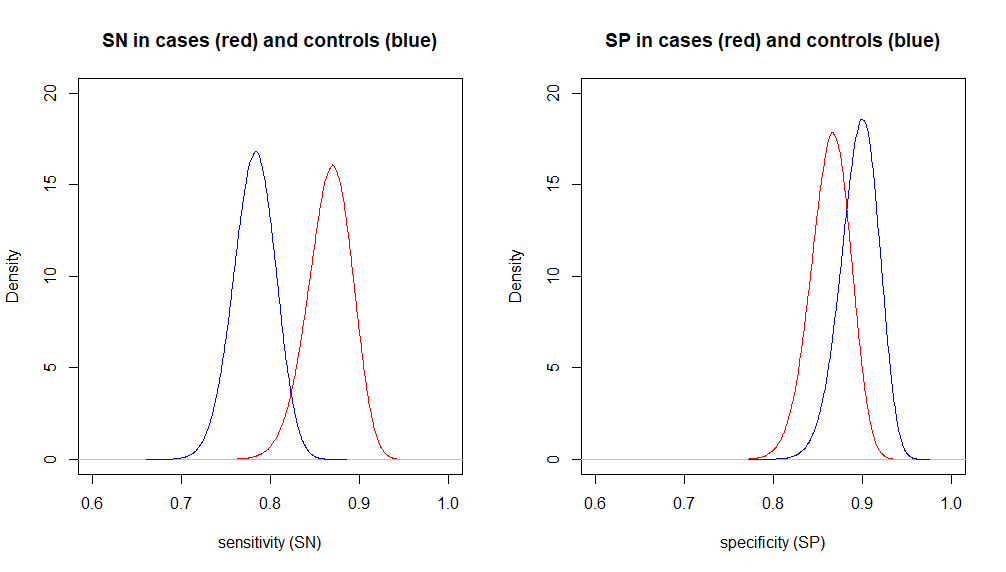 SN in cases (red) and controls (blue)
Density
20
15
10
5
0
0.6 0.7 0.8 0.9 1.0
sensitivity (SN)
SP in cases (red) and controls (blue)
Density
20
15
10
5
0
0.6 0.7 0.8 0.9 1.0
specificity (SP)